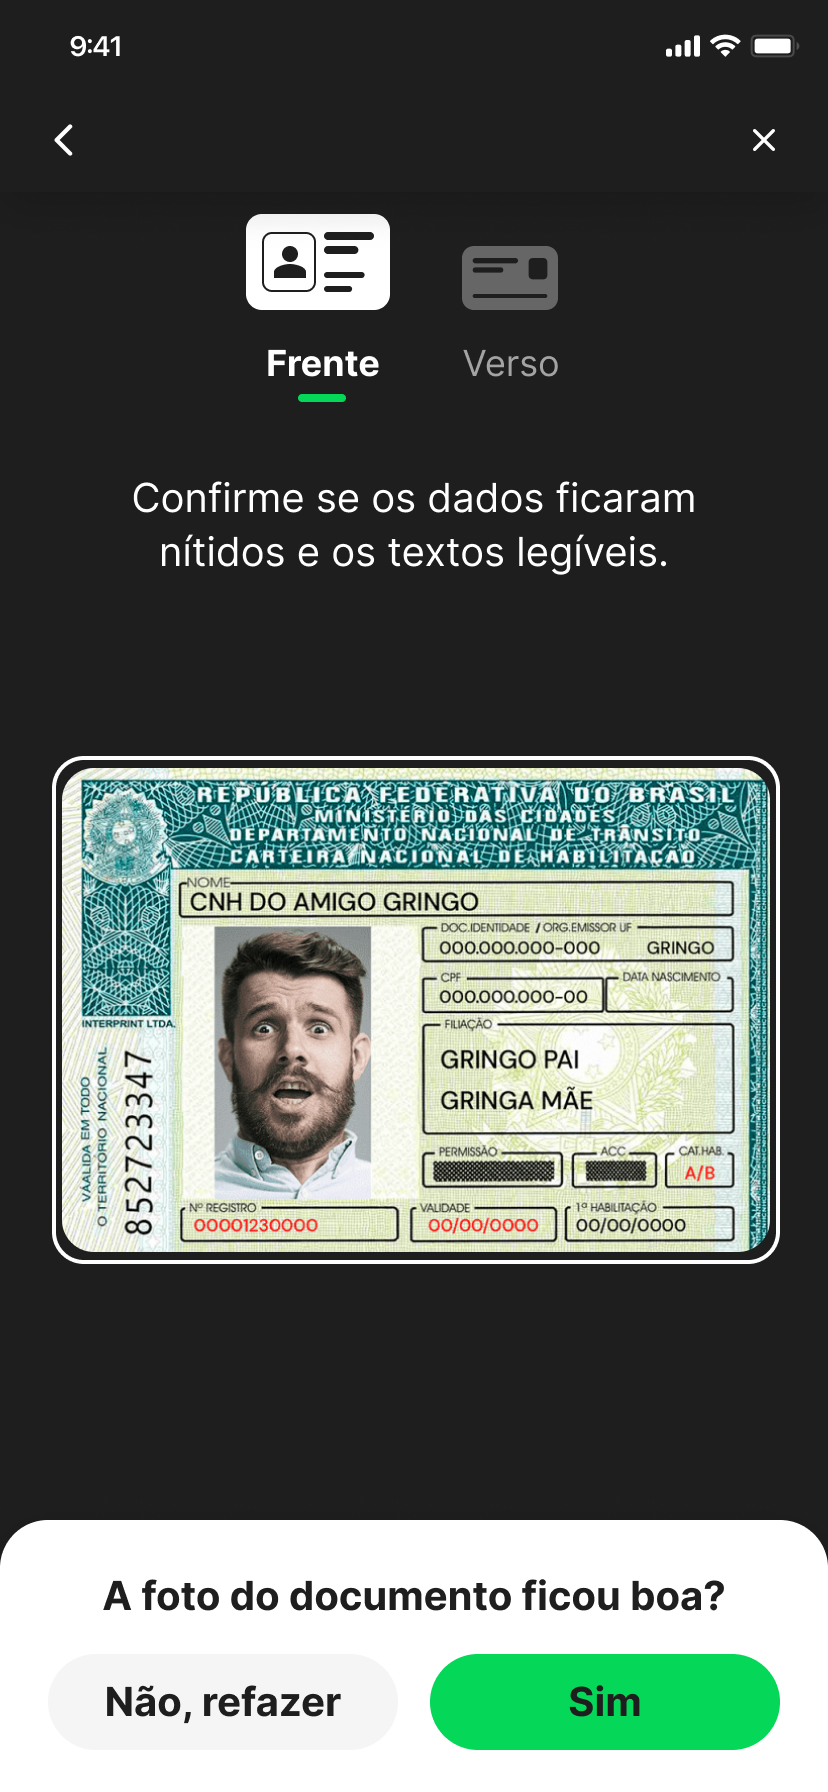 9:41
Frente
Verso
Confirme se os dados ficaram
nítidos e os textos legíveis.
REPÚBLICA FEDERATIVA DO BRASIL
MINISTÉRIO DAS CIDADES
DEPARTAMENTO NACIONAL DE TRÂNSITO
CARTEIRA NACIONAL DE HABILITAÇÃO
NOME
CNH DO AMIGO GRINGO
DOC.IDENTIDADE / ORG.EMISSOR UF
000.000.000-000 GRINGO
CPF DATA NASCIMENTO
000.000.000-00
FILIAÇÃO
GRINGO PAI
GRINGA MÃE
PERMISSÃO ACC CAT.HAB.
A/B
Nº REGISTRO VALIDADE 1ª HABILITAÇÃO
00001230000 00/00/0000 00/00/0000
INTERPRINT LTDA.
VÁALIDA EM TODO
O TERRITÓRIO NACIONAL
852723347
A foto do documento ficou boa?
Não, refazer
Sim